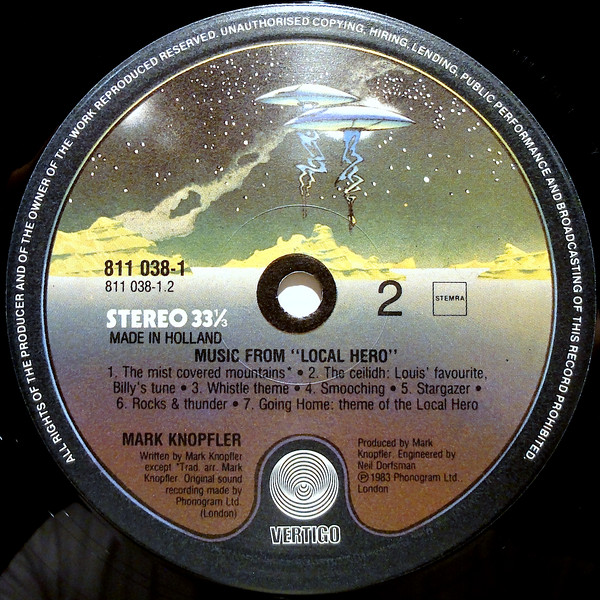 ALL RIGHTS OF THE PRODUCER AND OF THE OWNER OF THE WORK REPRODUCED RESERVED. UNAUTHORISED COPYING, HIRING, LENDING, PUBLIC PERFORMANCE AND BROADCASTING OF THIS RECORD PROHIBITED.
811 038-1
811 038-1.2
2
STEMRA
STEREO 33⅓
MADE IN HOLLAND
MUSIC FROM "LOCAL HERO"
1. The mist covered mountains* • 2. The ceilidh: Louis' favourite,
Billy's tune • 3. Whistle theme • 4. Smooching • 5. Stargazer •
6. Rocks & thunder • 7. Going Home: theme of the Local Hero
MARK KNOPFLER
Written by Mark Knopfler
except *Trad. arr. Mark
Knopfler. Original sound
recording made by
Phonogram Ltd.
(London)
Produced by Mark
Knopfler. Engineered by
Neil Dorfsman
℗ 1983 Phonogram Ltd.,
London
VERTIGO